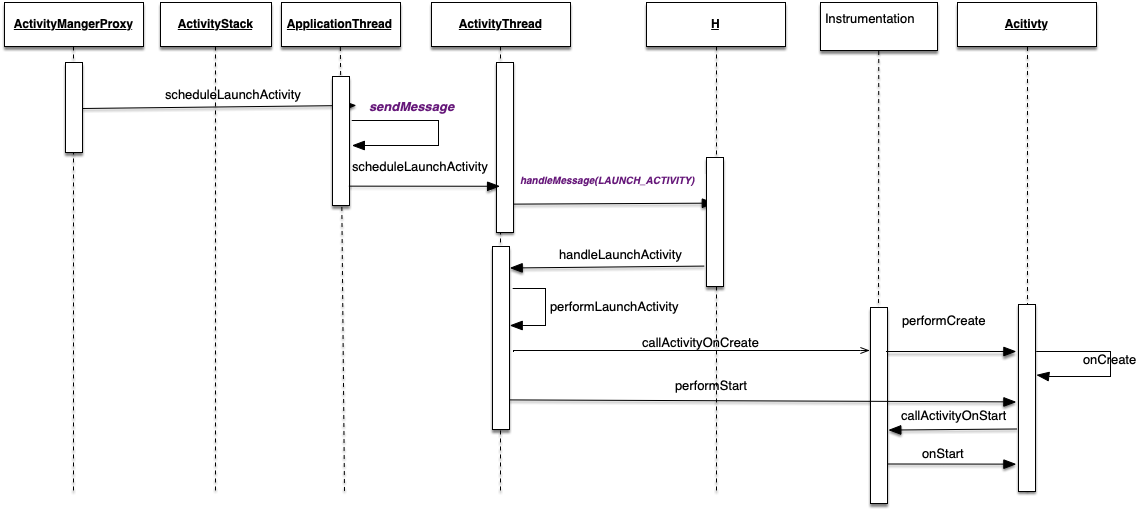 ActivityMangerProxy
ActivityStack
ApplicationThread
ActivityThread
H
Instrumentation
Acitivty
scheduleLaunchActivity
sendMessage
scheduleLaunchActivity
handleMessage(LAUNCH_ACTIVITY)
handleLaunchActivity
performLaunchActivity
performCreate
callActivityOnCreate
onCreate
performStart
callActivityOnStart
onStart